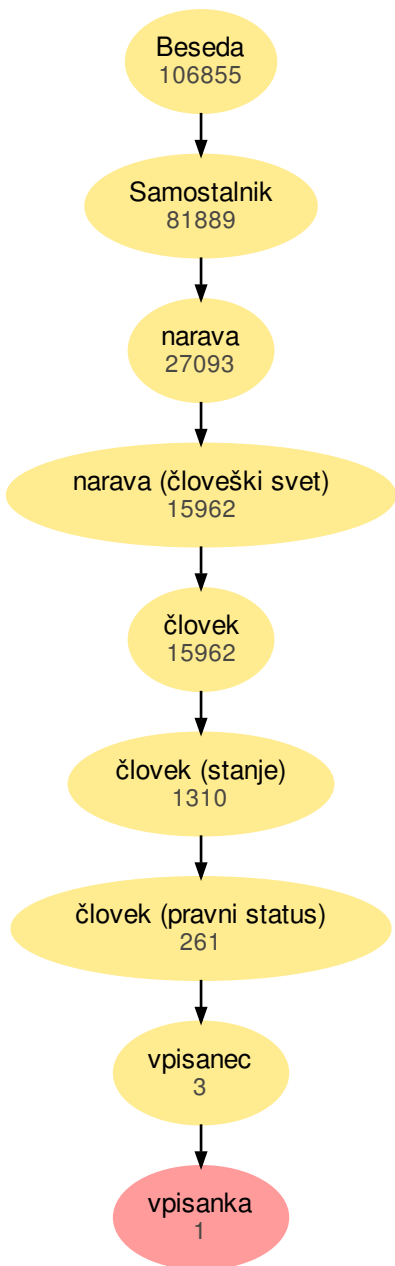 Beseda
106855
Samostalnik
81889
narava
27093
narava (človeški svet)
15962
človek
15962
človek (stanje)
1310
človek (pravni status)
261
vpisanec
3
vpisanka
1